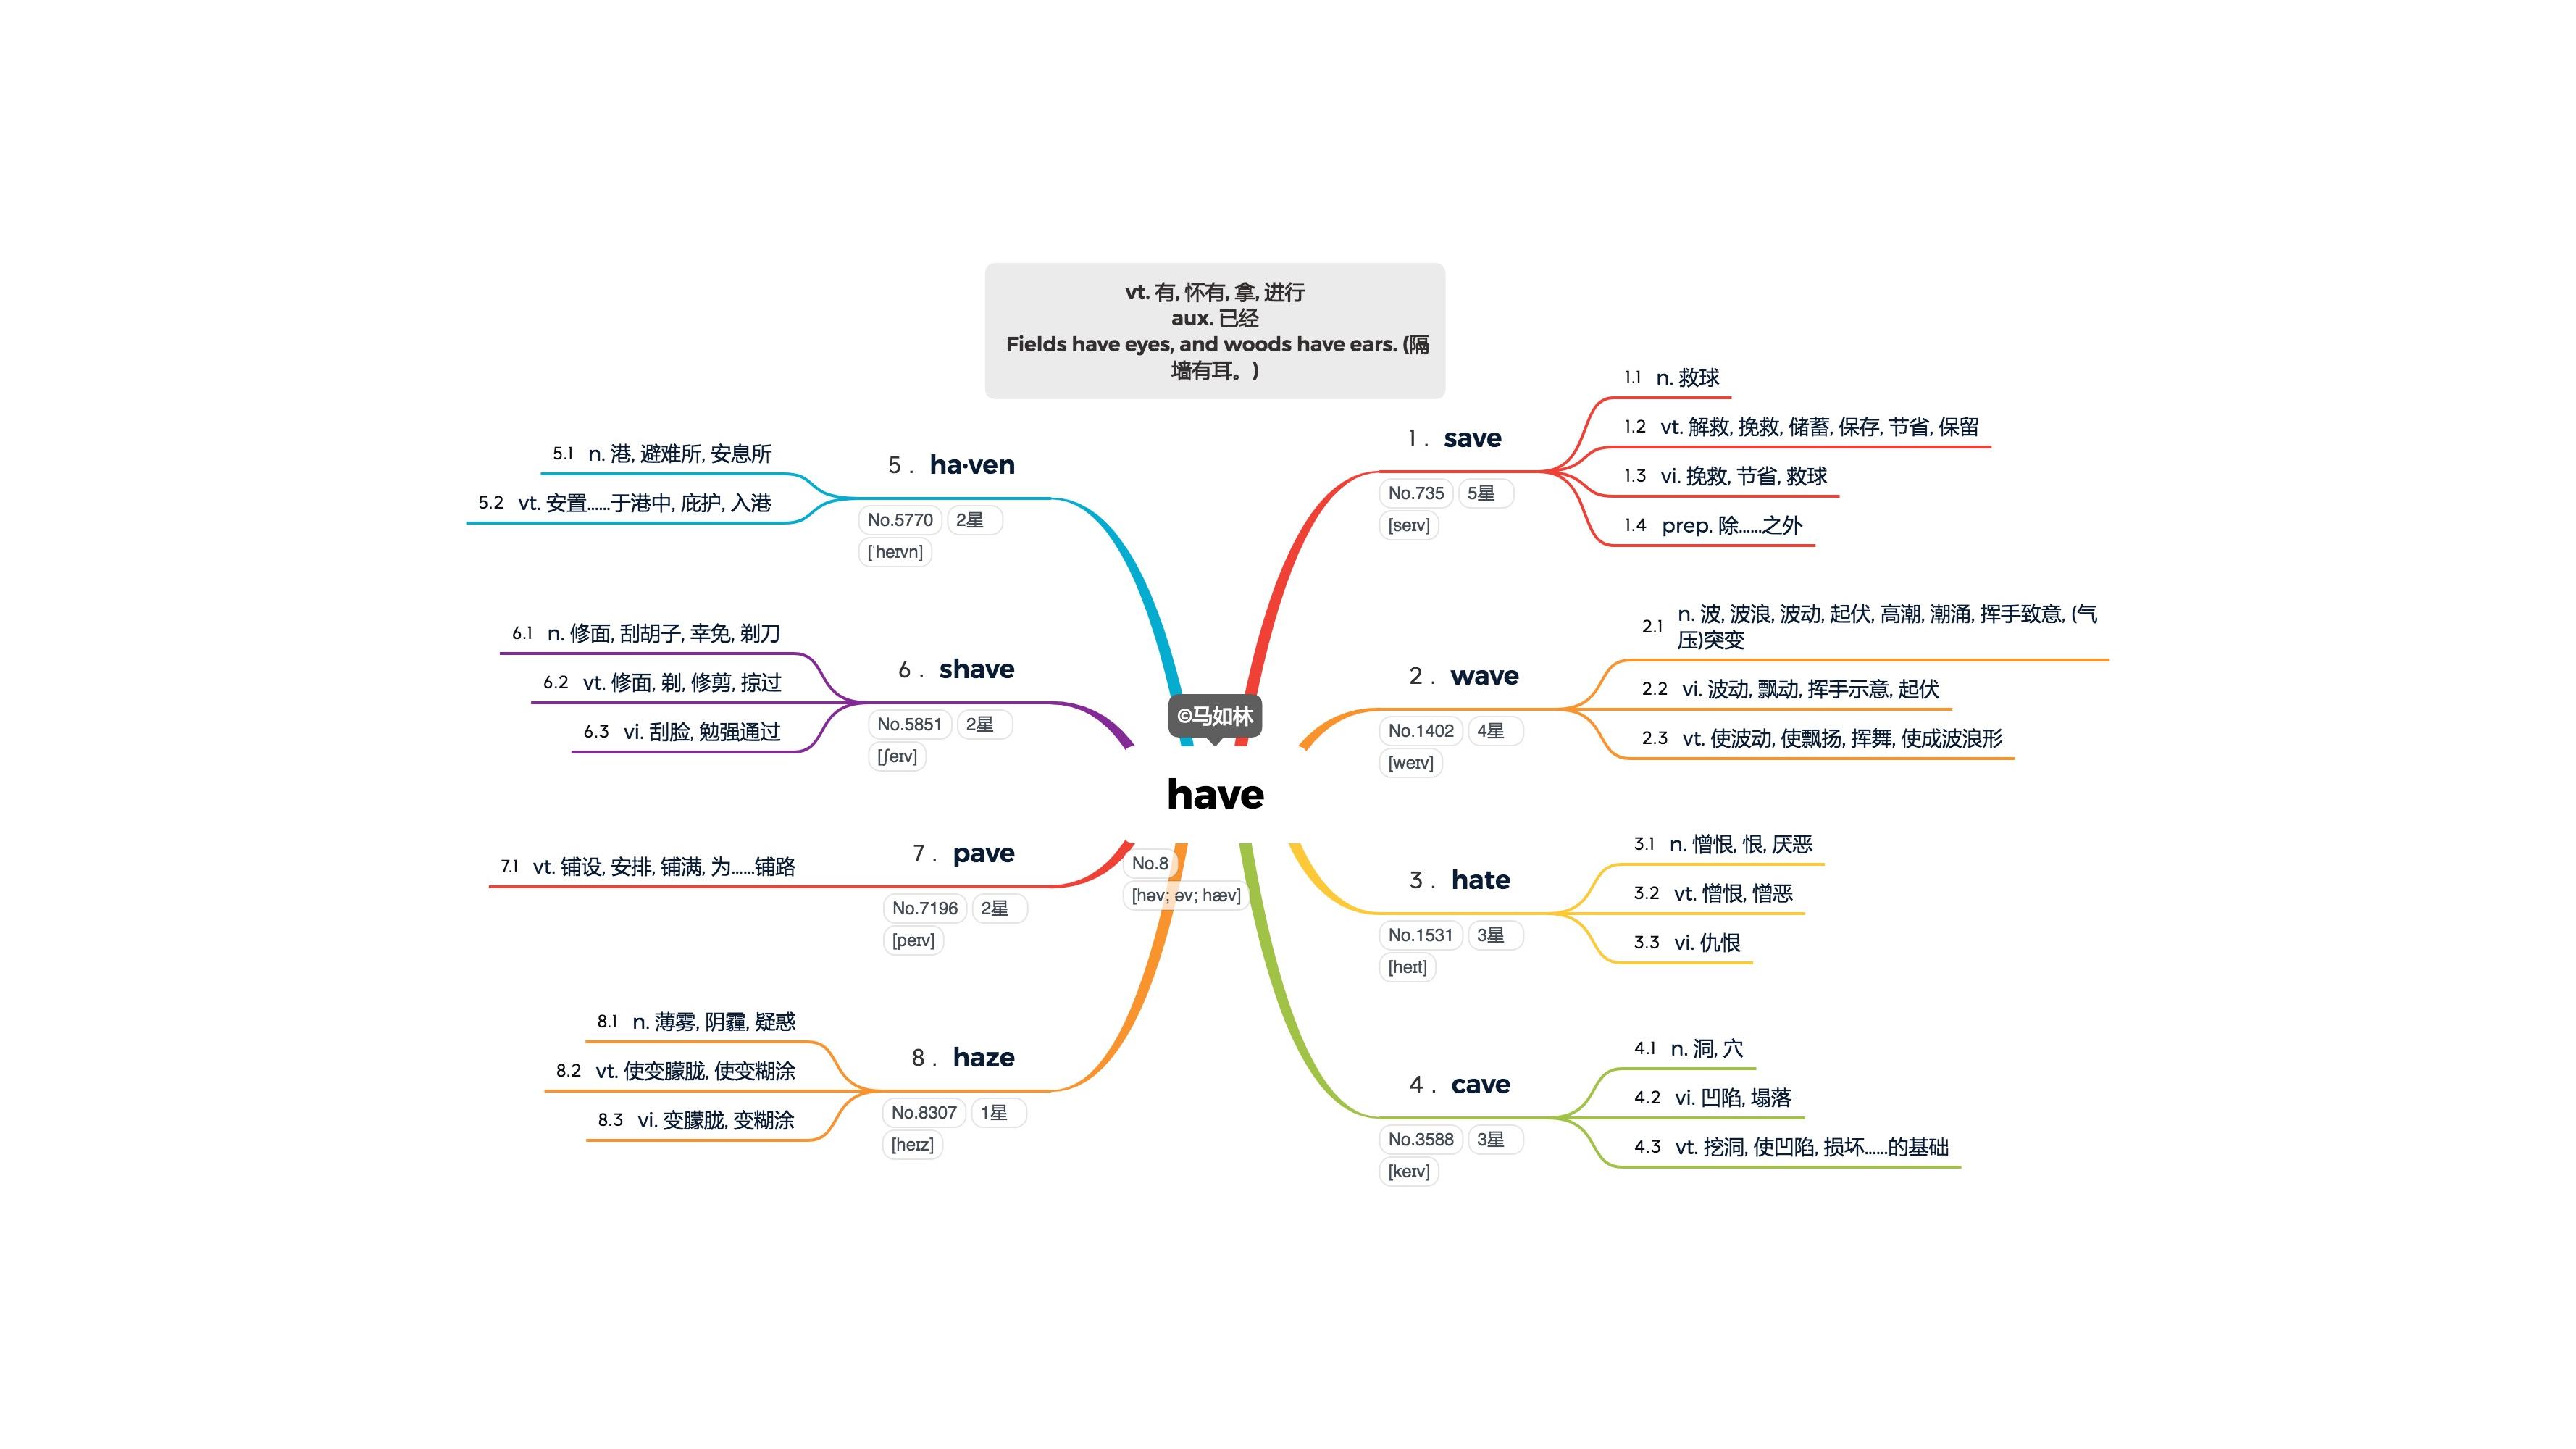 vt. 有, 怀有, 拿, 进行
aux. 已经
Fields have eyes, and woods have ears. (隔
墙有耳。)
©马如林
have
No.8
[həv; əv; hæv]
1 . save
No.735 5星
[seɪv]
1.1 n. 救球
1.2 vt. 解救, 挽救, 储蓄, 保存, 节省, 保留
1.3 vi. 挽救, 节省, 救球
1.4 prep. 除……之外
2 . wave
No.1402 4星
[weɪv]
2.1 n. 波, 波浪, 波动, 起伏, 高潮, 潮涌, 挥手致意, (气
压)突变
2.2 vi. 波动, 飘动, 挥手示意, 起伏
2.3 vt. 使波动, 使飘扬, 挥舞, 使成波浪形
3 . hate
No.1531 3星
[heɪt]
3.1 n. 憎恨, 恨, 厌恶
3.2 vt. 憎恨, 憎恶
3.3 vi. 仇恨
4 . cave
No.3588 3星
[keɪv]
4.1 n. 洞, 穴
4.2 vi. 凹陷, 塌落
4.3 vt. 挖洞, 使凹陷, 损坏……的基础
5 . ha·ven
No.5770 2星
[ˈheɪvn]
5.1 n. 港, 避难所, 安息所
5.2 vt. 安置……于港中, 庇护, 入港
6 . shave
No.5851 2星
[ʃeɪv]
6.1 n. 修面, 刮胡子, 幸免, 剃刀
6.2 vt. 修面, 剃, 修剪, 掠过
6.3 vi. 刮脸, 勉强通过
7 . pave
No.7196 2星
[peɪv]
7.1 vt. 铺设, 安排, 铺满, 为……铺路
8 . haze
No.8307 1星
[heɪz]
8.1 n. 薄雾, 阴霾, 疑惑
8.2 vt. 使变朦胧, 使变糊涂
8.3 vi. 变朦胧, 变糊涂